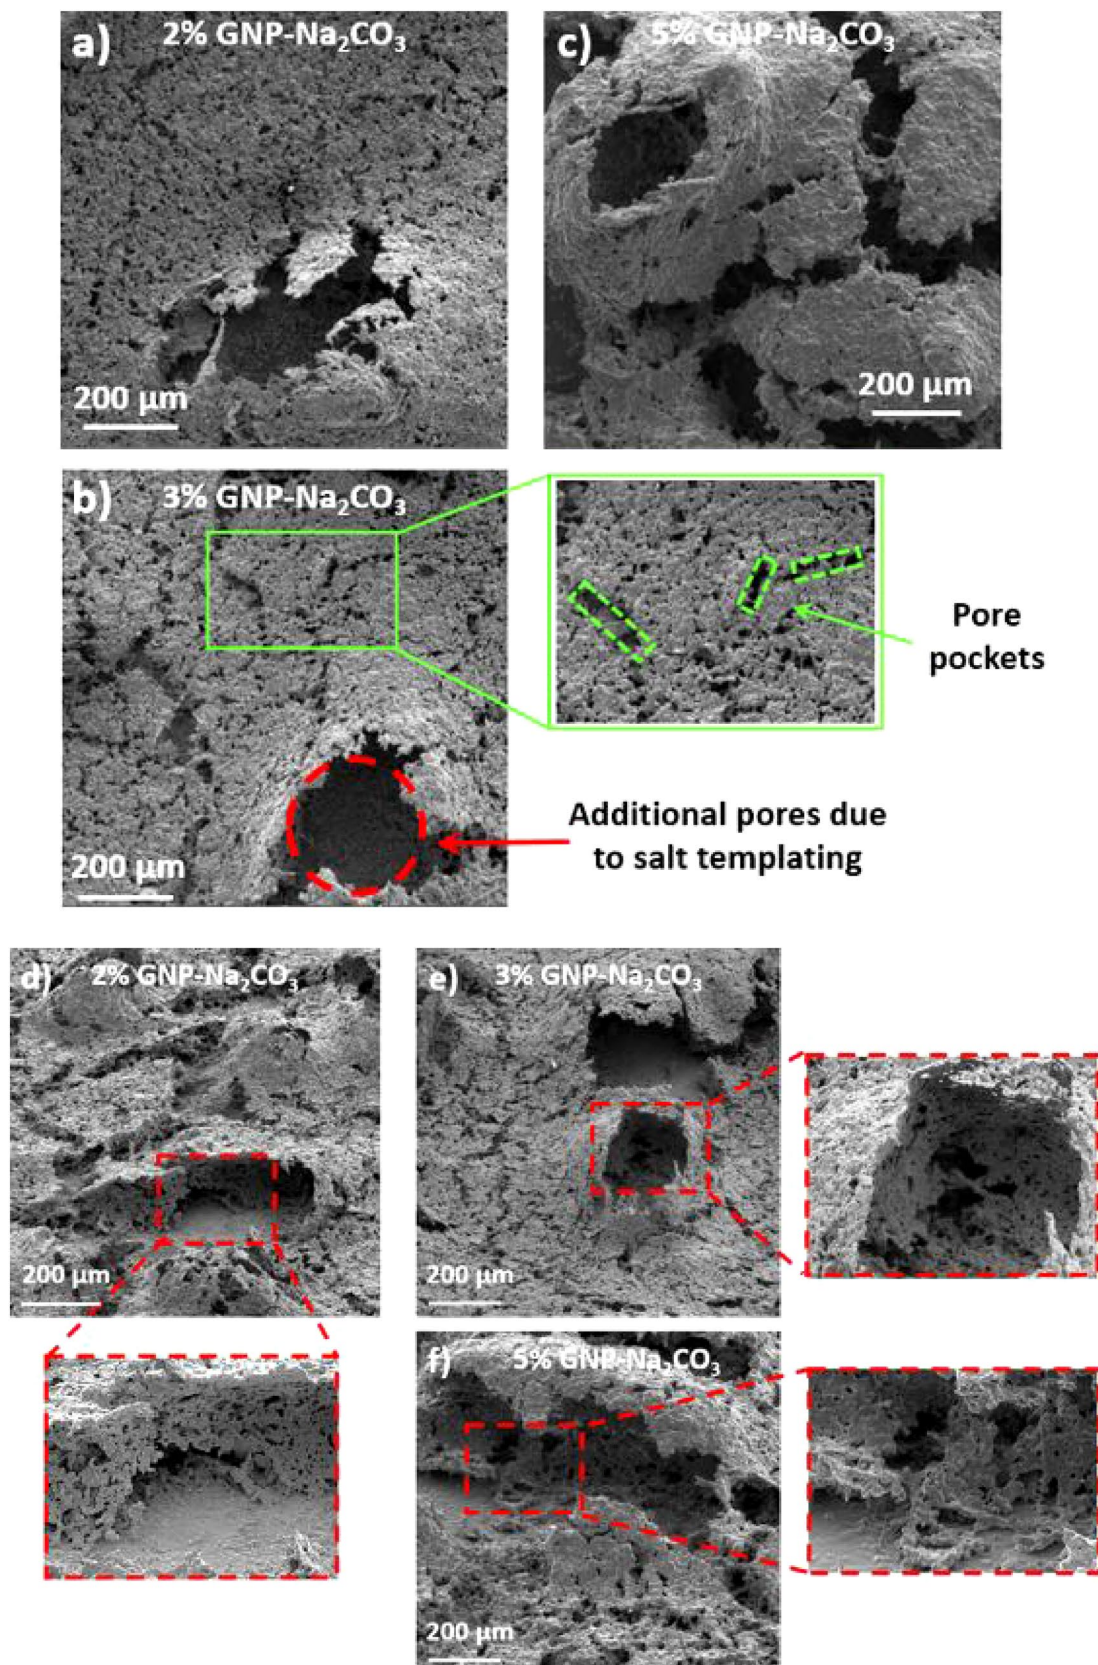 a) 2% GNP-Na₂CO₃
200 μm
c) 5% GNP-Na₂CO₃
200 μm
b) 3% GNP-Na₂CO₃
200 μm
Pore
pockets
Additional pores due
to salt templating
d) 2% GNP-Na₂CO₃
200 μm
e) 3% GNP-Na₂CO₃
200 μm
f) 5% GNP-Na₂CO₃
200 μm